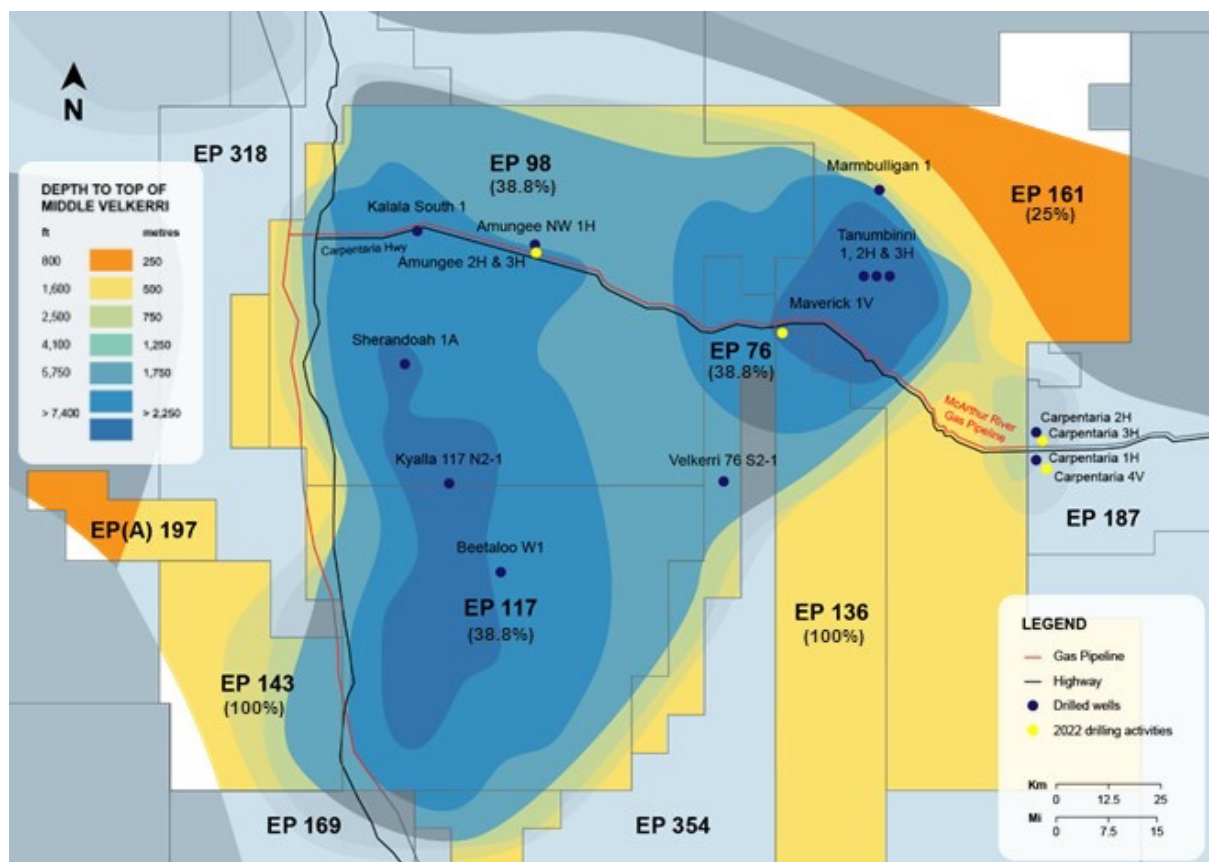 N
EP 318
EP 98
(38.8%)
Marmbulligan 1
EP 161
(25%)
DEPTH TO TOP OF
MIDDLE VELKERRI
ft metres
800 250
1,600 500
2,500 750
4,100 1,250
5,750 1,750
> 7,400 > 2,250
Kalala South 1
Carpentaria Hwy
Amungee NW 1H
Amungee 2H & 3H
Tanumbirini
1, 2H & 3H
Maverick 1V
Sherandoah 1A
EP 76
(38.8%)
McArthur River
Gas Pipeline
Carpentaria 2H
Carpentaria 3H
Carpentaria 1H
Carpentaria 4V
Kyalla 117 N2-1
Velkerri 76 S2-1
EP 187
EP(A) 197
Beetaloo W1
EP 117
(38.8%)
EP 136
(100%)
EP 143
(100%)
EP 169
EP 354
LEGEND
Gas Pipeline
Highway
Drilled wells
2022 drilling activities
Km
0 12.5 25
Mi
0 7.5 15